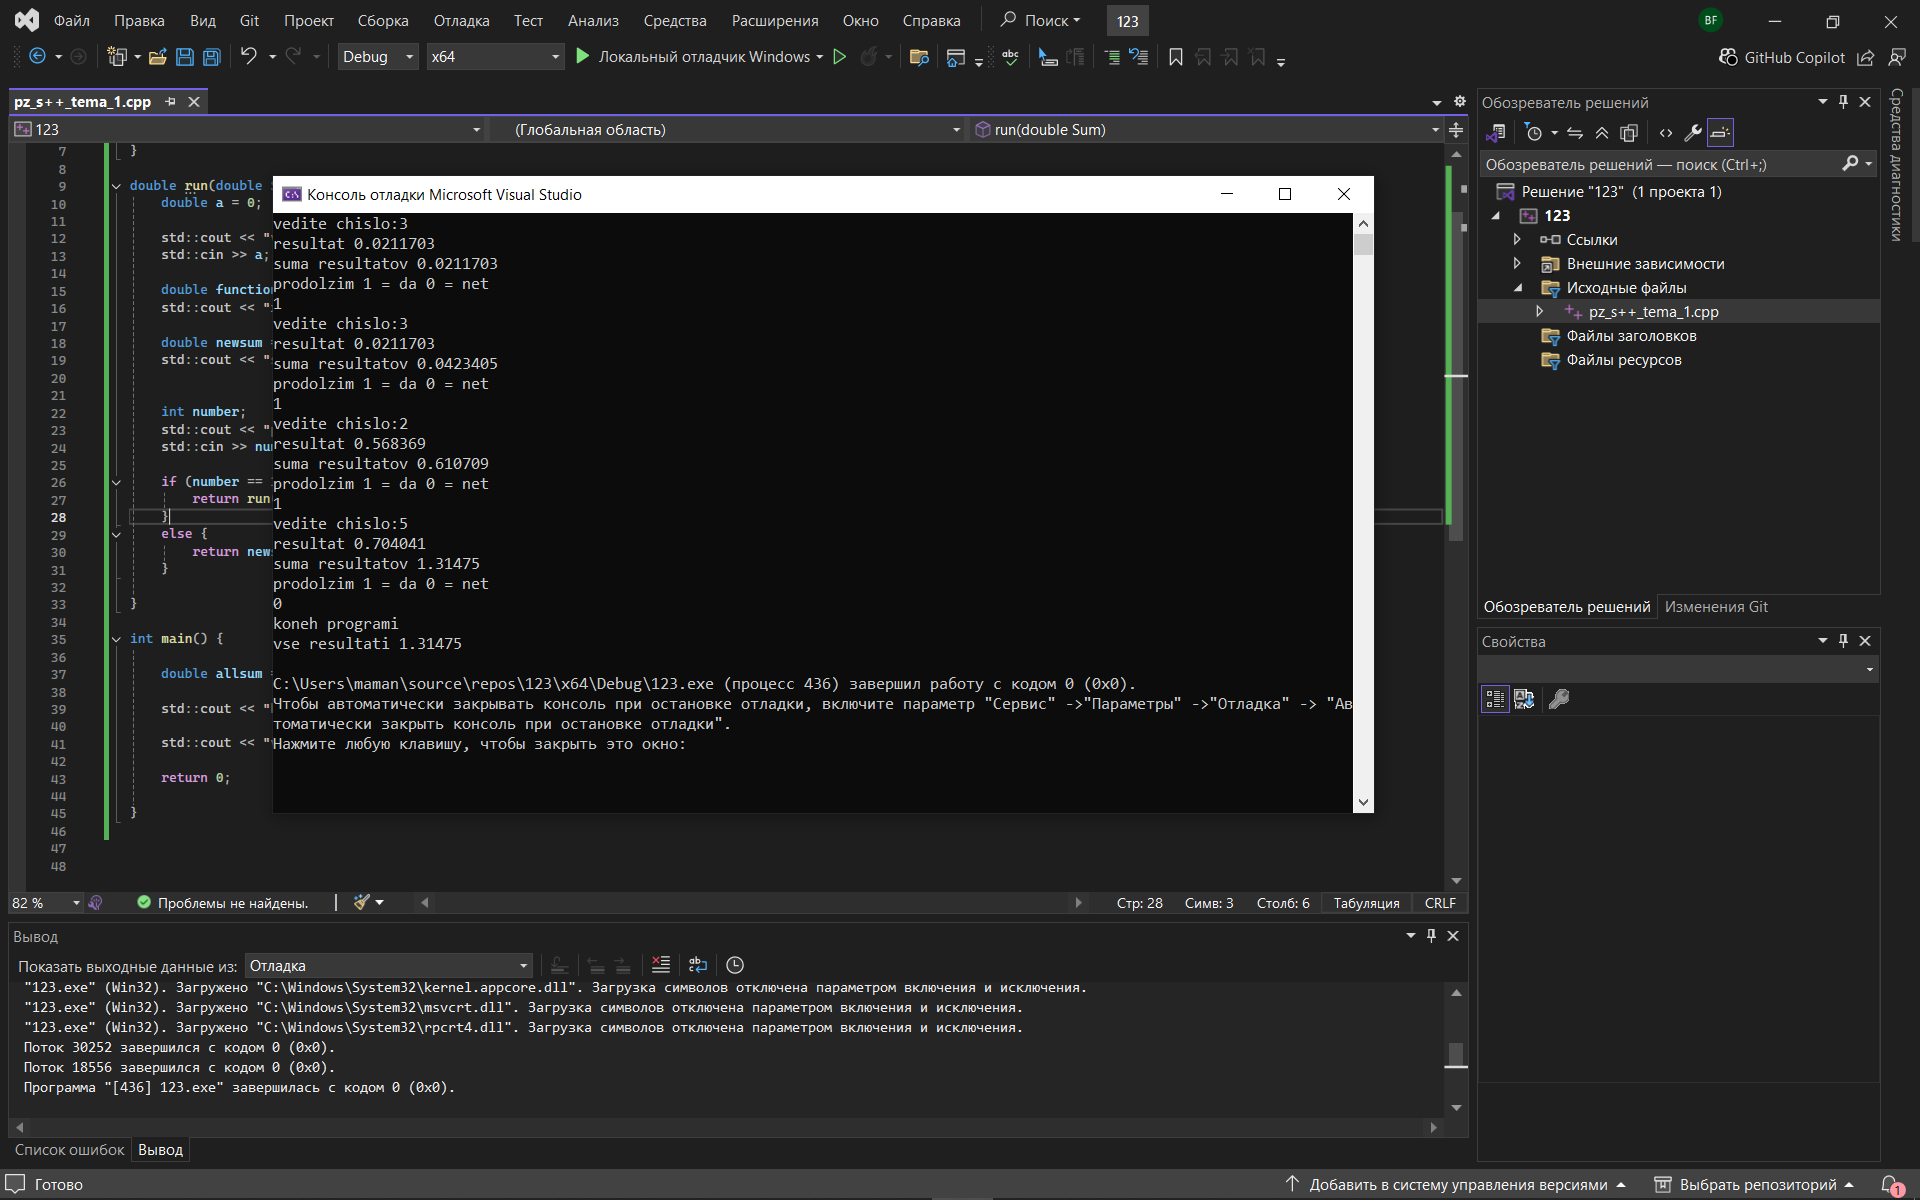 Файл Правка Вид Git Проект Сборка Отладка Тест Анализ Средства Расширения Окно Справка Поиск 123 BF
Debug x64 Локальный отладчик Windows abc GitHub Copilot
pz_s++_tema_1.cpp
123 (Глобальная область) run(double Sum)
7 }
8
9 double run(double
10 double a = 0;
11
12 std::cout << "
13 std::cin >> a;
14
15 double function
16 std::cout << "
17
18 double newsum
19 std::cout << "
20
21
22 int number;
23 std::cout << "
24 std::cin >> num
25
26 if (number ==
27 return run
28 }
29 else {
30 return news
31 }
32
33 }
34
35 int main() {
36
37 double allsum =
38
39 std::cout << "
40
41 std::cout << "
42
43 return 0;
44
45 }
46
47
48
Консоль отладки Microsoft Visual Studio
vedite chislo:3
resultat 0.0211703
suma resultatov 0.0211703
prodolzim 1 = da 0 = net
1
vedite chislo:3
resultat 0.0211703
suma resultatov 0.0423405
prodolzim 1 = da 0 = net
1
vedite chislo:2
resultat 0.568369
suma resultatov 0.610709
prodolzim 1 = da 0 = net
1
vedite chislo:5
resultat 0.704041
suma resultatov 1.31475
prodolzim 1 = da 0 = net
0
koneh programi
vse resultati 1.31475
C:\Users\maman\source\repos\123\x64\Debug\123.exe (процесс 436) завершил работу с кодом 0 (0x0).
Чтобы автоматически закрывать консоль при остановке отладки, включите параметр "Сервис" ->"Параметры" ->"Отладка" -> "Ав
томатически закрыть консоль при остановке отладки".
Нажмите любую клавишу, чтобы закрыть это окно:
82 % Проблемы не найдены. Стр: 28 Симв: 3 Столб: 6 Табуляция CRLF
Вывод
Показать выходные данные из: Отладка
"123.exe" (Win32). Загружено "C:\Windows\System32\kernel.appcore.dll". Загрузка символов отключена параметром включения и исключения.
"123.exe" (Win32). Загружено "C:\Windows\System32\msvcrt.dll". Загрузка символов отключена параметром включения и исключения.
"123.exe" (Win32). Загружено "C:\Windows\System32\rpcrt4.dll". Загрузка символов отключена параметром включения и исключения.
Поток 30252 завершился с кодом 0 (0x0).
Поток 18556 завершился с кодом 0 (0x0).
Программа "[436] 123.exe" завершилась с кодом 0 (0x0).
Список ошибок Вывод
Обозреватель решений
Обозреватель решений — поиск (Ctrl+;)
Решение "123" (1 проекта 1)
123
Ссылки
Внешние зависимости
Исходные файлы
pz_s++_tema_1.cpp
Файлы заголовков
Файлы ресурсов
Обозреватель решений Изменения Git
Свойства
Средства диагностики
Готово Добавить в систему управления версиями Выбрать репозиторий 1